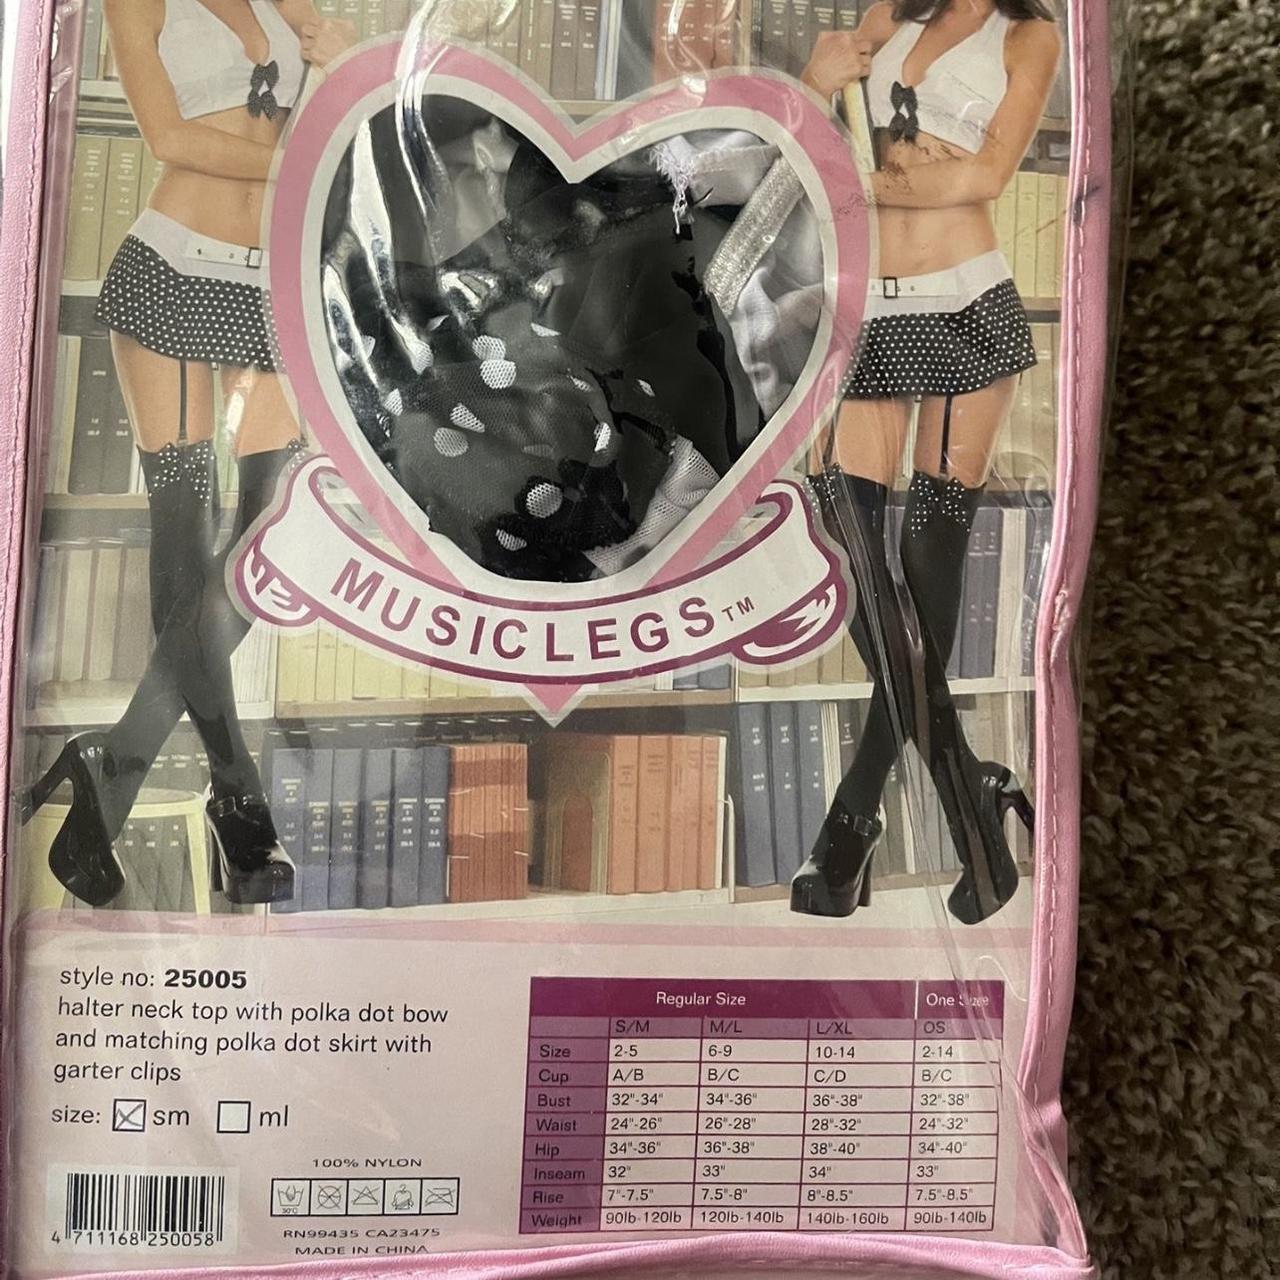 MUSICLEGS™
style no: 25005
halter neck top with polka dot bow
and matching polka dot skirt with
garter clips
size: sm ml
100% NYLON
30°C
RN99435 CA23475
MADE IN CHINA
4 711168 250058
Regular Size One Size
S/M M/L L/XL OS
Size 2-5 6-9 10-14 2-14
Cup A/B B/C C/D B/C
Bust 32"-34" 34"-36" 36"-38" 32"-38"
Waist 24"-26" 26"-28" 28"-32" 24"-32"
Hip 34"-36" 36"-38" 38"-40" 34"-40"
Inseam 32" 33" 34" 33"
Rise 7"-7.5" 7.5"-8" 8"-8.5" 7.5"-8.5"
Weight 90lb-120lb 120lb-140lb 140lb-160lb 90lb-140lb